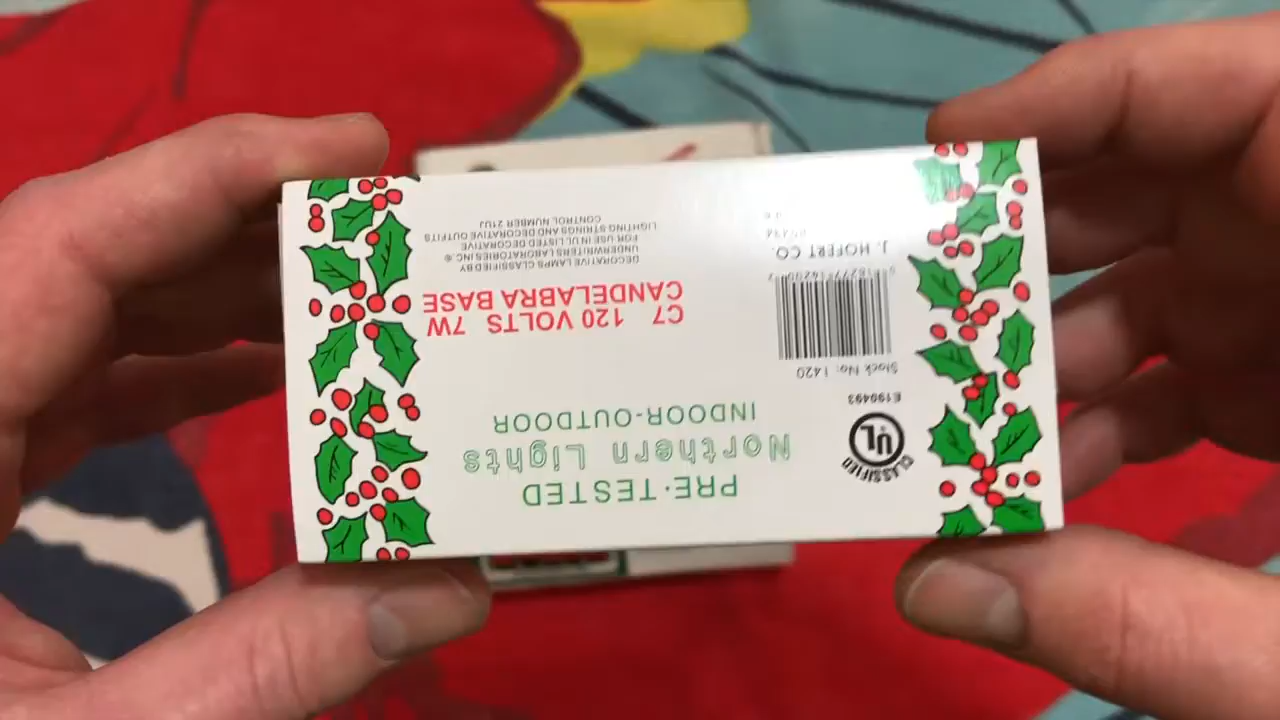 PRE·TESTED
Northern Lights
INDOOR-OUTDOOR
C7 120 VOLTS 7W
CANDELABRA BASE
DECORATIVE LAMPS CLASSIFIED BY
UNDERWRITERS LABORATORIES INC.®
FOR USE IN UL LISTED DECORATIVE
LIGHTING STRINGS AND DECORATIVE OUTFITS
CONTROL NUMBER 21UJ
CLASSIFIED
UL
E190493
Stock No. 1420
J. HOFERT CO.